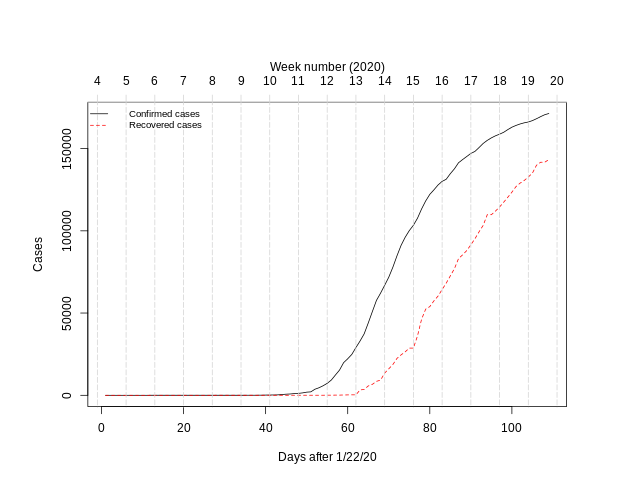 Week number (2020)
4 5 6 7 8 9 10 11 12 13 14 15 16 17 18 19 20
Confirmed cases
Recovered cases
150000
100000
50000
0
Cases
0 20 40 60 80 100
Days after 1/22/20